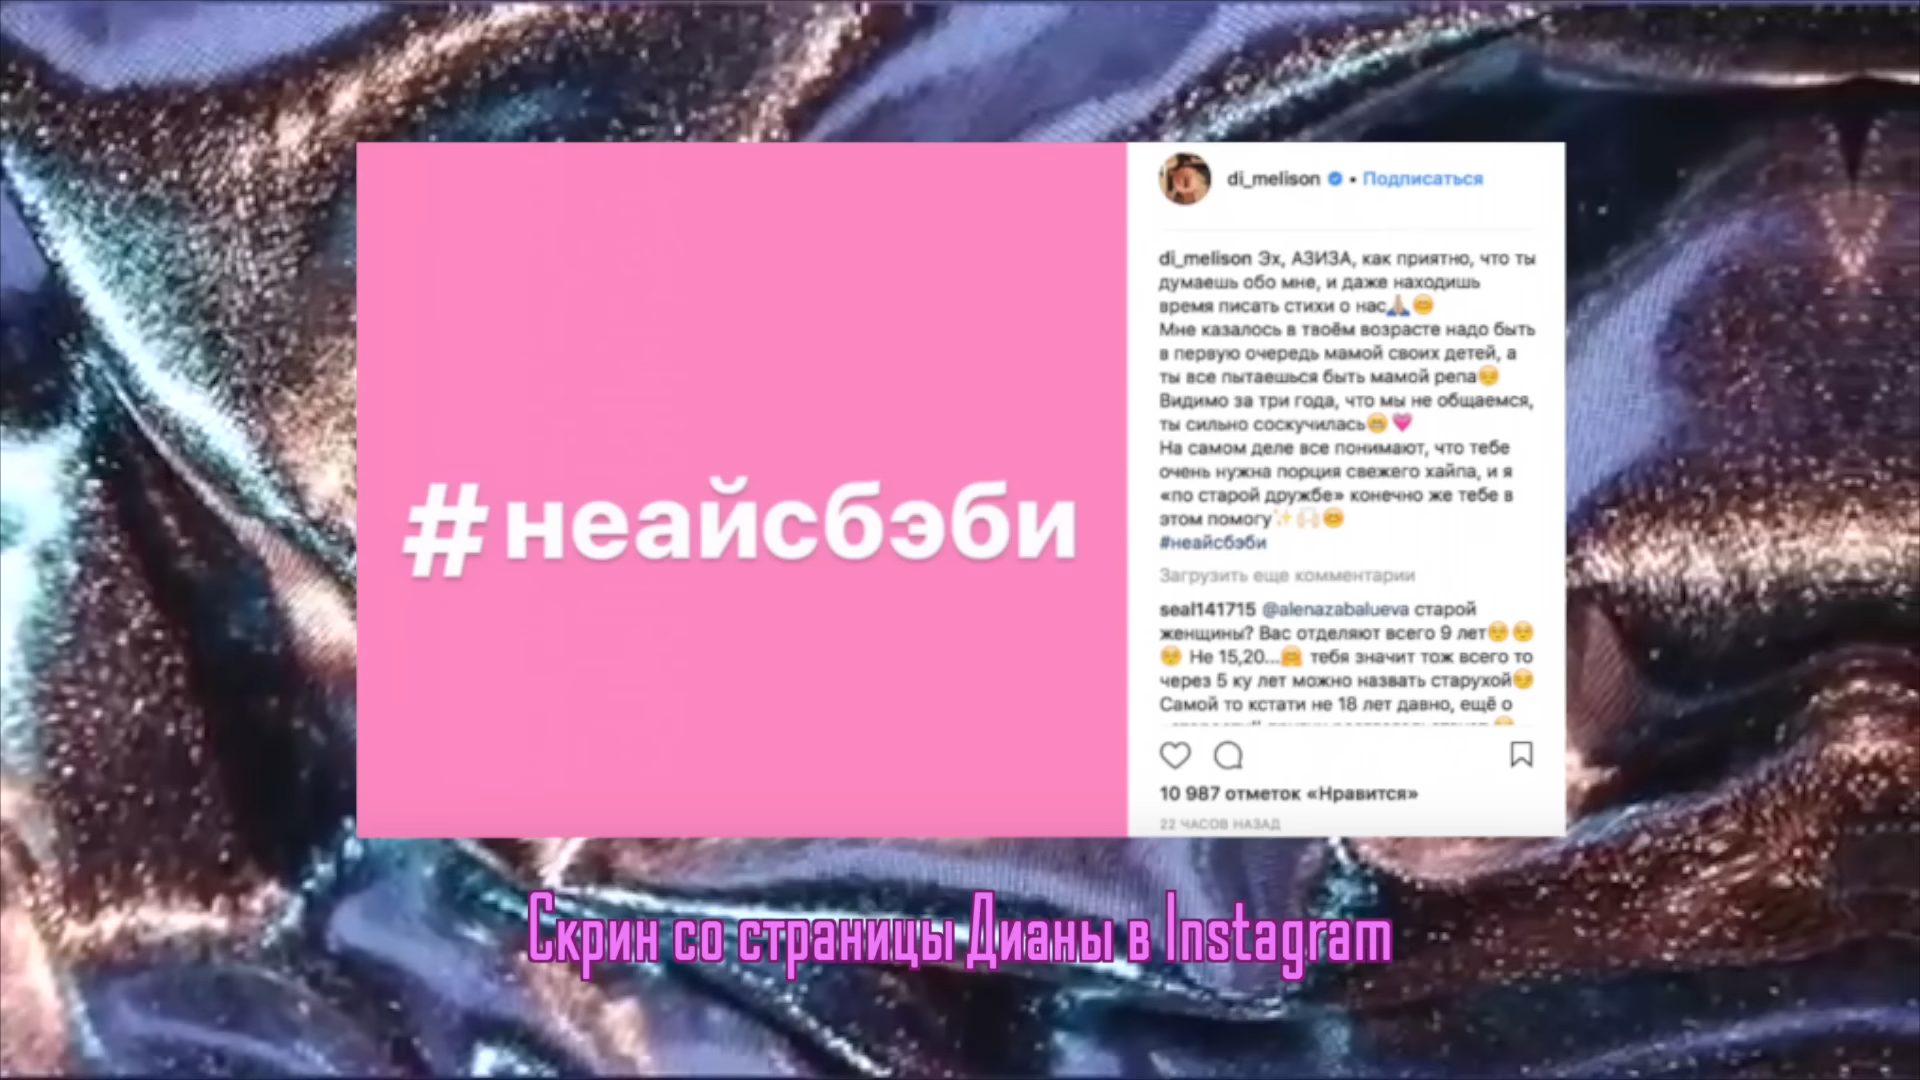 #неайсбэби
di_melison • Подписаться
di_melison Эх, АЗИЗА, как приятно, что ты
думаешь обо мне, и даже находишь
время писать стихи о нас🙏😊
Мне казалось в твоём возрасте надо быть
в первую очередь мамой своих детей, а
ты все пытаешься быть мамой репа😔
Видимо за три года, что мы не общаемся,
ты сильно соскучилась😁💗
На самом деле все понимают, что тебе
очень нужна порция свежего хайпа, и я
«по старой дружбе» конечно же тебе в
этом помогу✨🙌🏻😊
#неайсбэби
Загрузить еще комментарии
seal141715 @alenazabalueva старой
женщины? Вас отделяют всего 9 лет😏😏
😏 Не 15,20...🤗 тебя значит тож всего то
через 5 ку лет можно назвать старухой😏
Самой то кстати не 18 лет давно, ещё о
10 987 отметок «Нравится»
22 ЧАСОВ НАЗАД
Скрин со страницы Дианы в Instagram